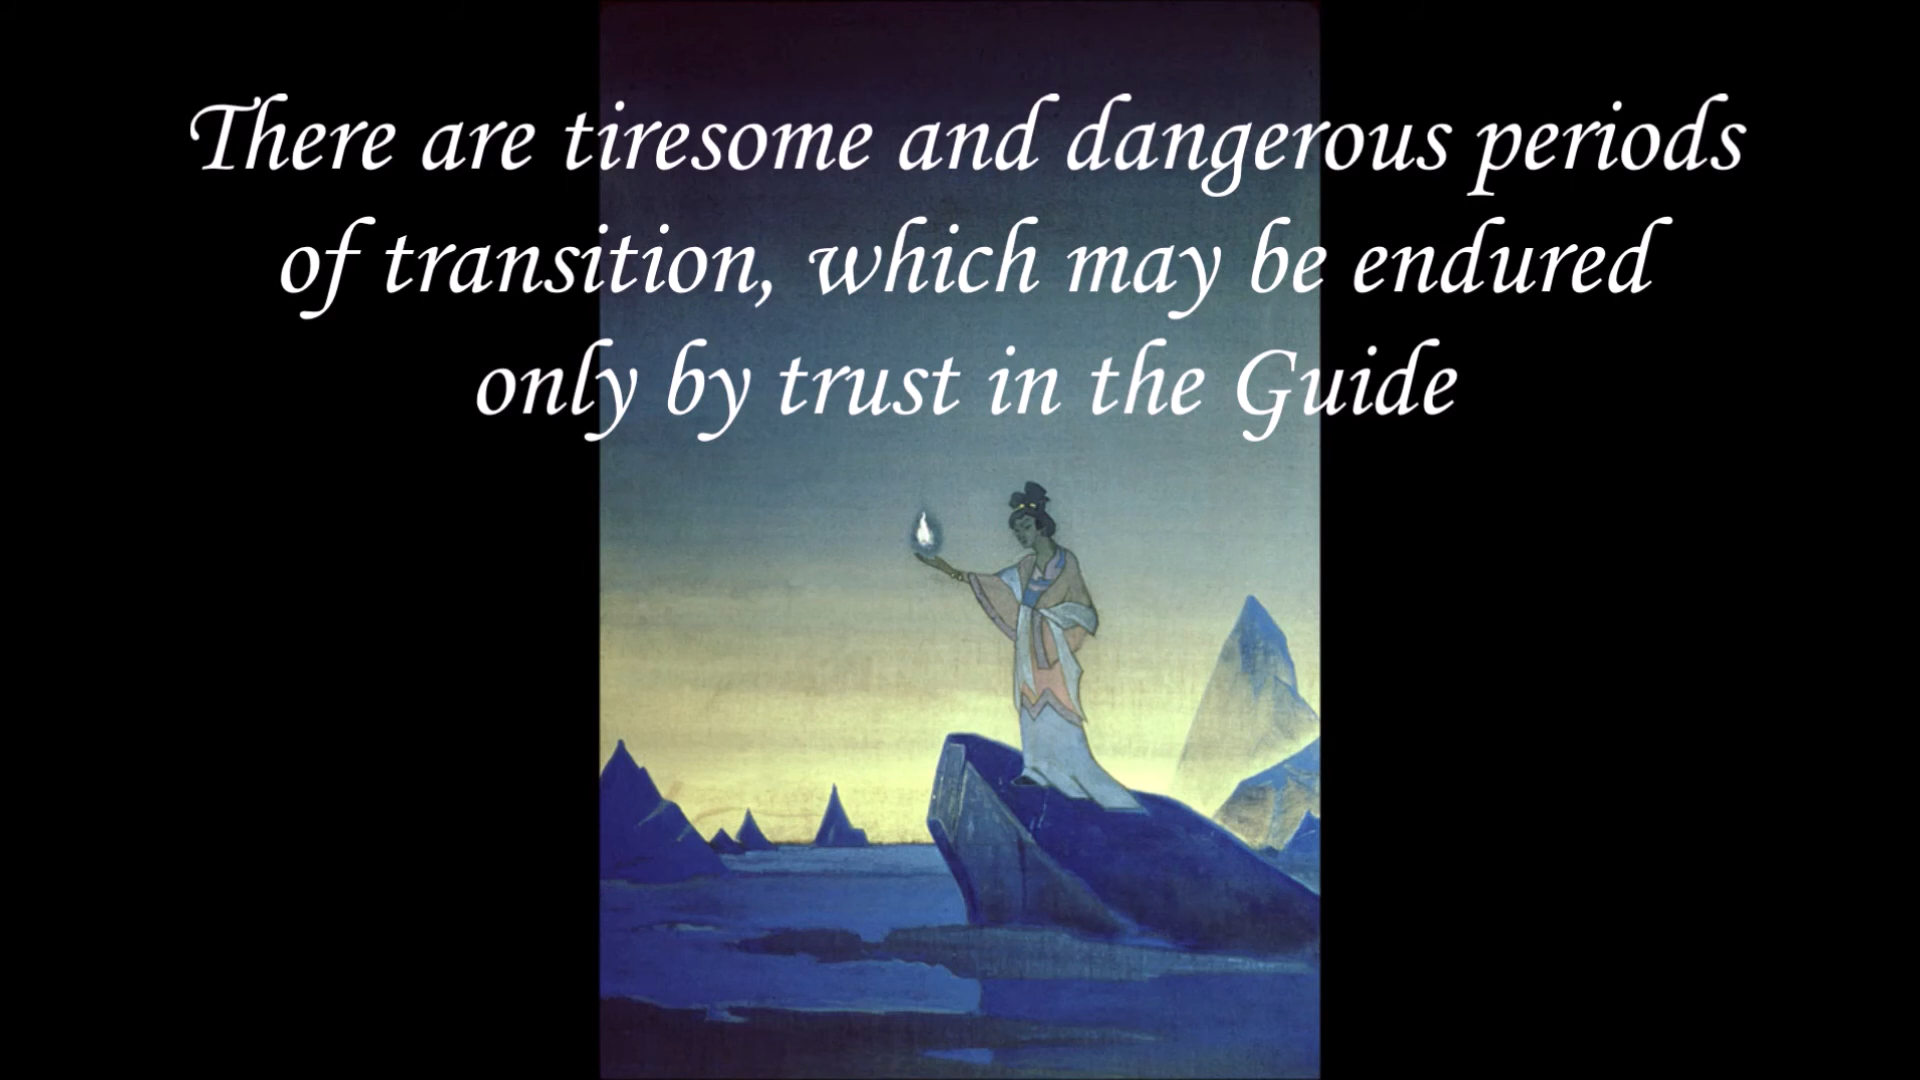 There are tiresome and dangerous periods
of transition, which may be endured
only by trust in the Guide